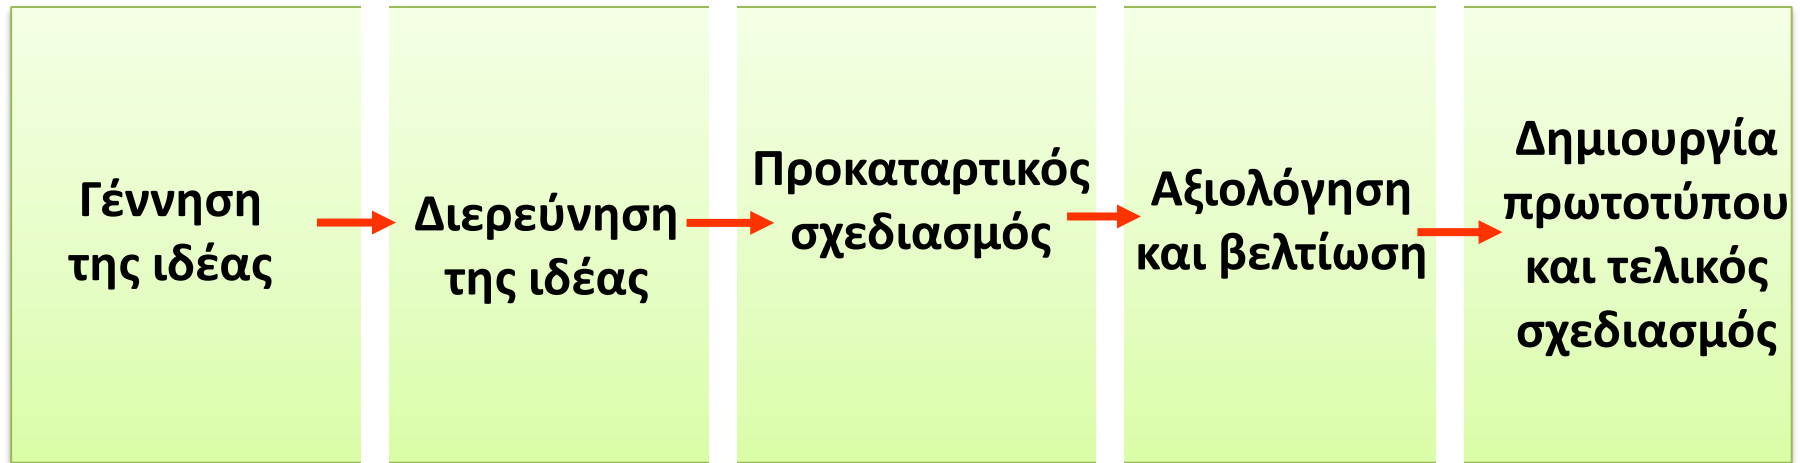 Γέννηση
της ιδέας
Διερεύνηση
της ιδέας
Προκαταρτικός
σχεδιασμός
Αξιολόγηση
και βελτίωση
Δημιουργία
πρωτοτύπου
και τελικός
σχεδιασμός